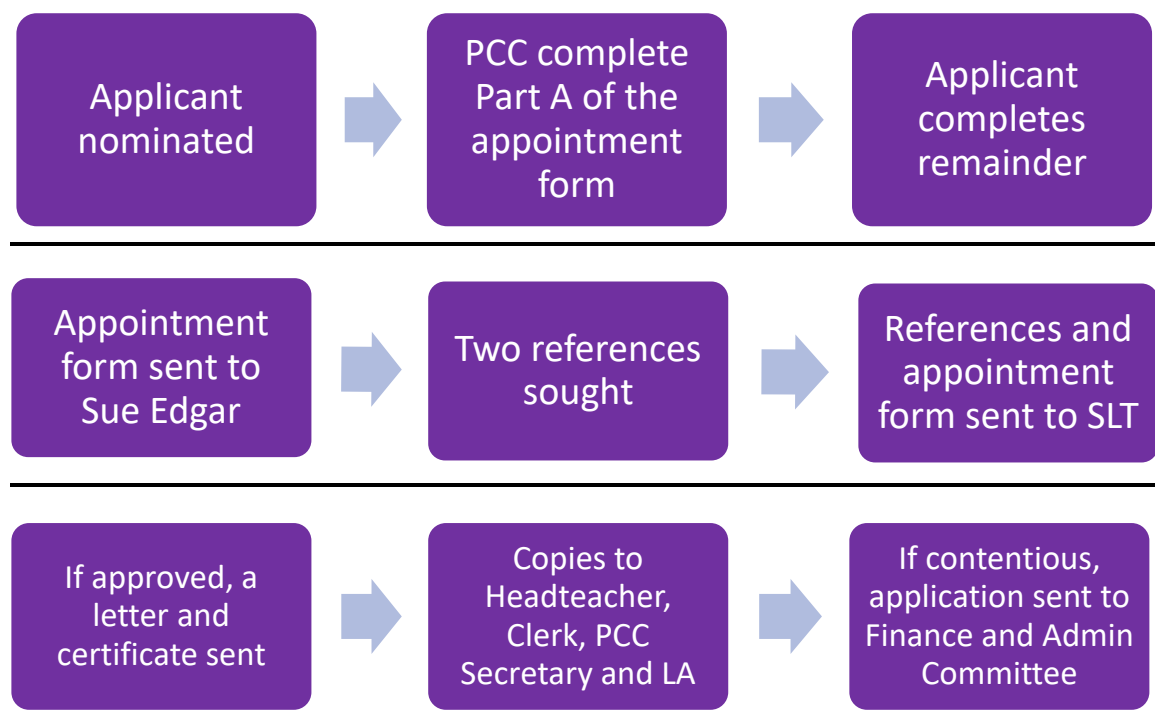 Applicant
nominated
PCC complete
Part A of the
appointment
form
Applicant
completes
remainder
Appointment
form sent to
Sue Edgar
Two references
sought
References and
appointment
form sent to SLT
If approved, a
letter and
certificate sent
Copies to
Headteacher,
Clerk, PCC
Secretary and LA
If contentious,
application sent to
Finance and Admin
Committee